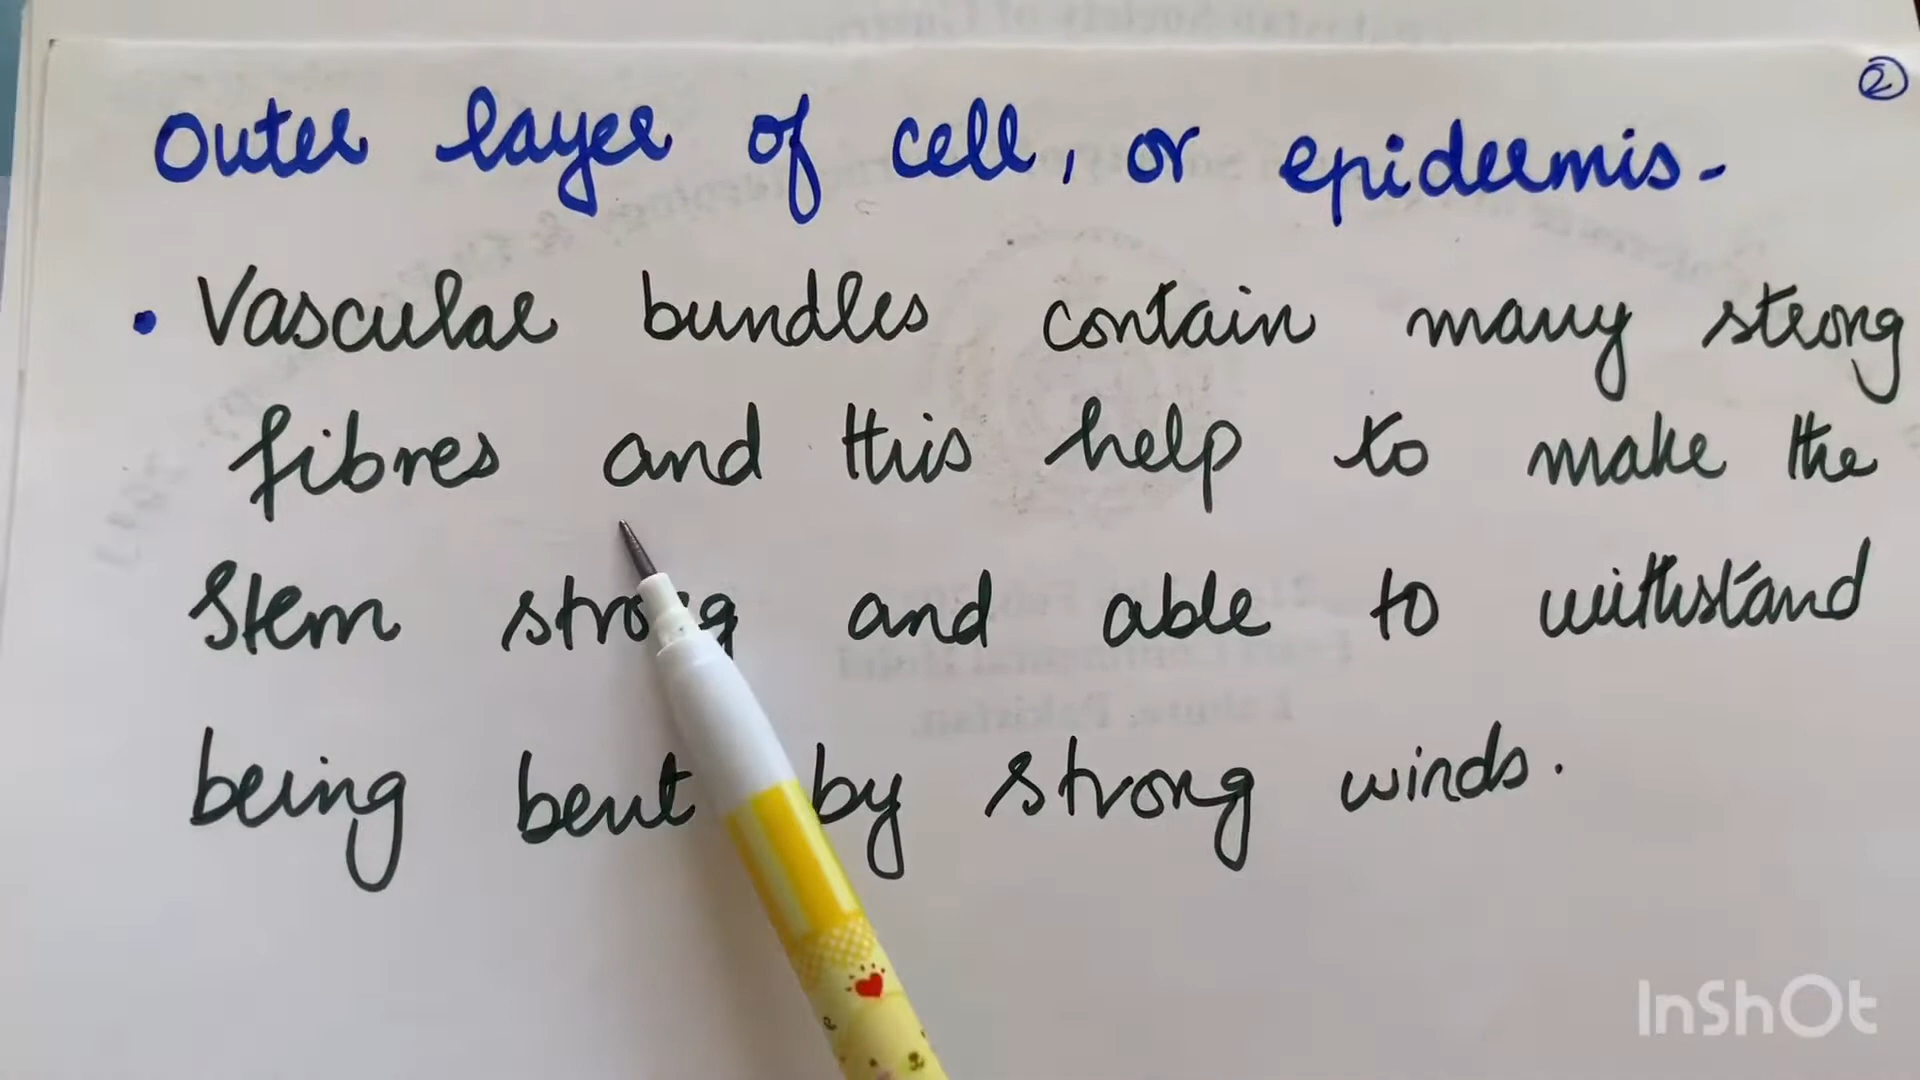 ②
Outer layer of cell, or epidermis.
• Vascular bundles contain many strong
fibres and this help to make the
Stem strong and able to withstand
being bent by strong winds.
InShOt